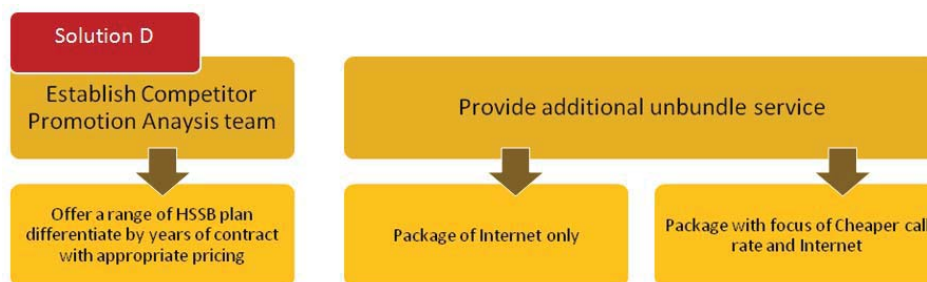 Solution D
Establish Competitor
Promotion Anaysis team
Provide additional unbundle service
Offer a range of HSSB plan
differentiate by years of contract
with appropriate pricing
Package of Internet only
Package with focus of Cheaper call
rate and Internet